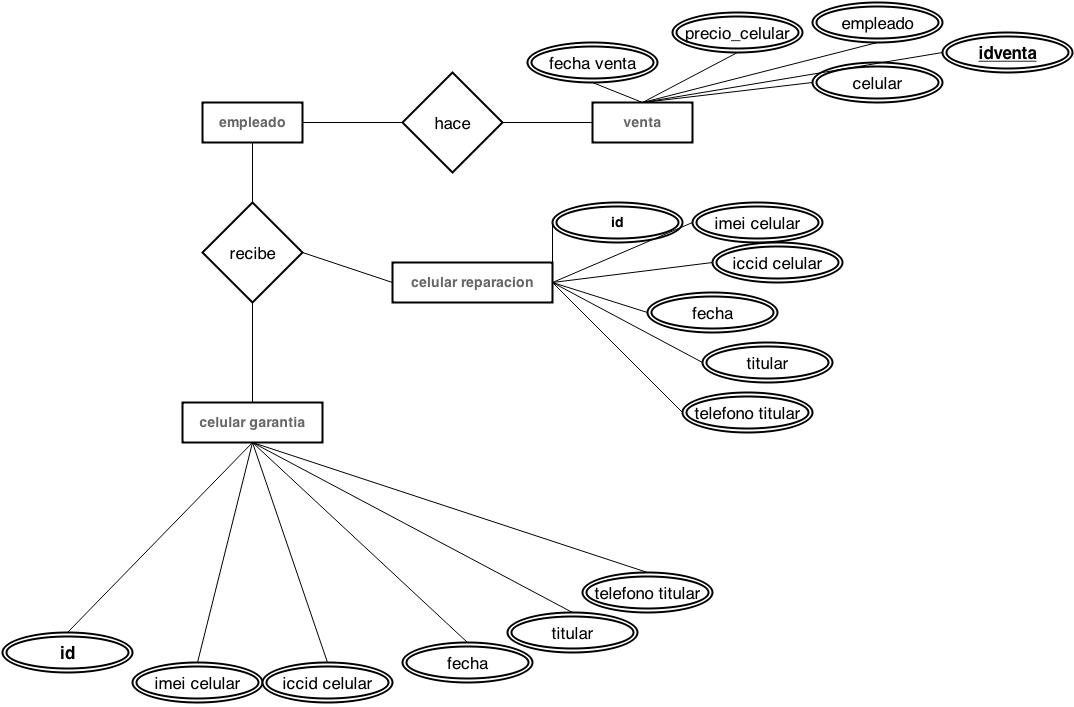 empleado
precio_celular
idventa
fecha venta
celular
empleado
hace
venta
id
imei celular
recibe
iccid celular
celular reparacion
fecha
titular
telefono titular
celular garantia
telefono titular
titular
id
fecha
imei celular
iccid celular